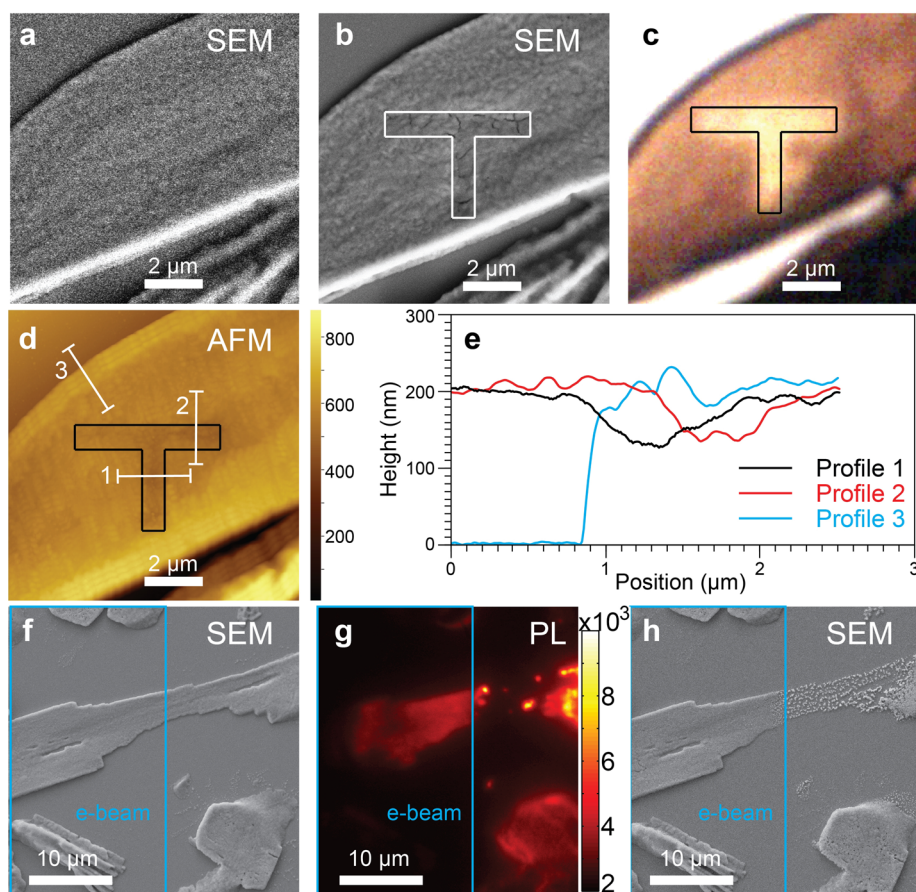 a SEM
2 µm
b SEM
2 µm
c
2 µm
d AFM
3
2
1
2 µm
800
600
400
200
e
300
200
100
0
Height (nm)
Profile 1
Profile 2
Profile 3
0 1 2 3
Position (µm)
f SEM
e-beam
10 µm
g PL
e-beam
10 µm
x10³
10
8
6
4
2
h SEM
e-beam
10 µm